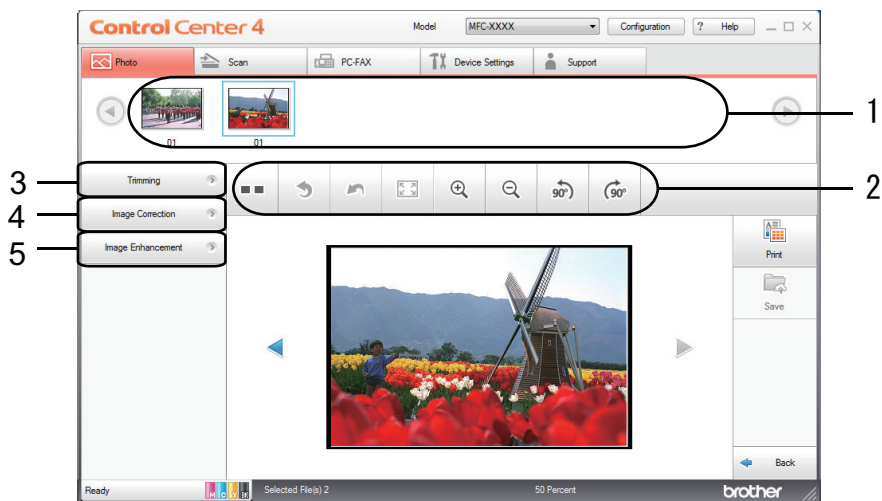 Control Center 4
Model MFC-XXXX Configuration ? Help
Photo Scan PC-FAX Device Settings Support
1
01 01
2
3 Trimming
4 Image Correction
5 Image Enhancement
90° 90°
Print
Save
Back
Ready M C Y BK Selected File(s) 2 50 Percent brother